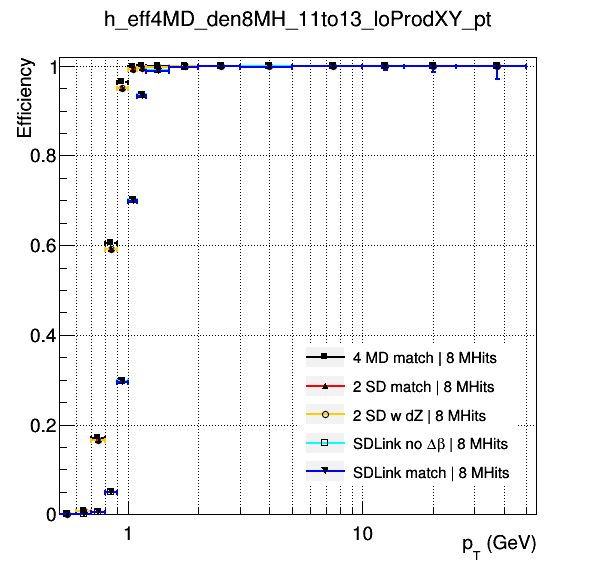 h_eff4MD_den8MH_11to13_loProdXY_pt
Efficiency
1
0.8
0.6
0.4
0.2
0
4 MD match | 8 MHits
2 SD match | 8 MHits
2 SD w dZ | 8 MHits
SDLink no Δβ | 8 MHits
SDLink match | 8 MHits
1
10
p_T (GeV)